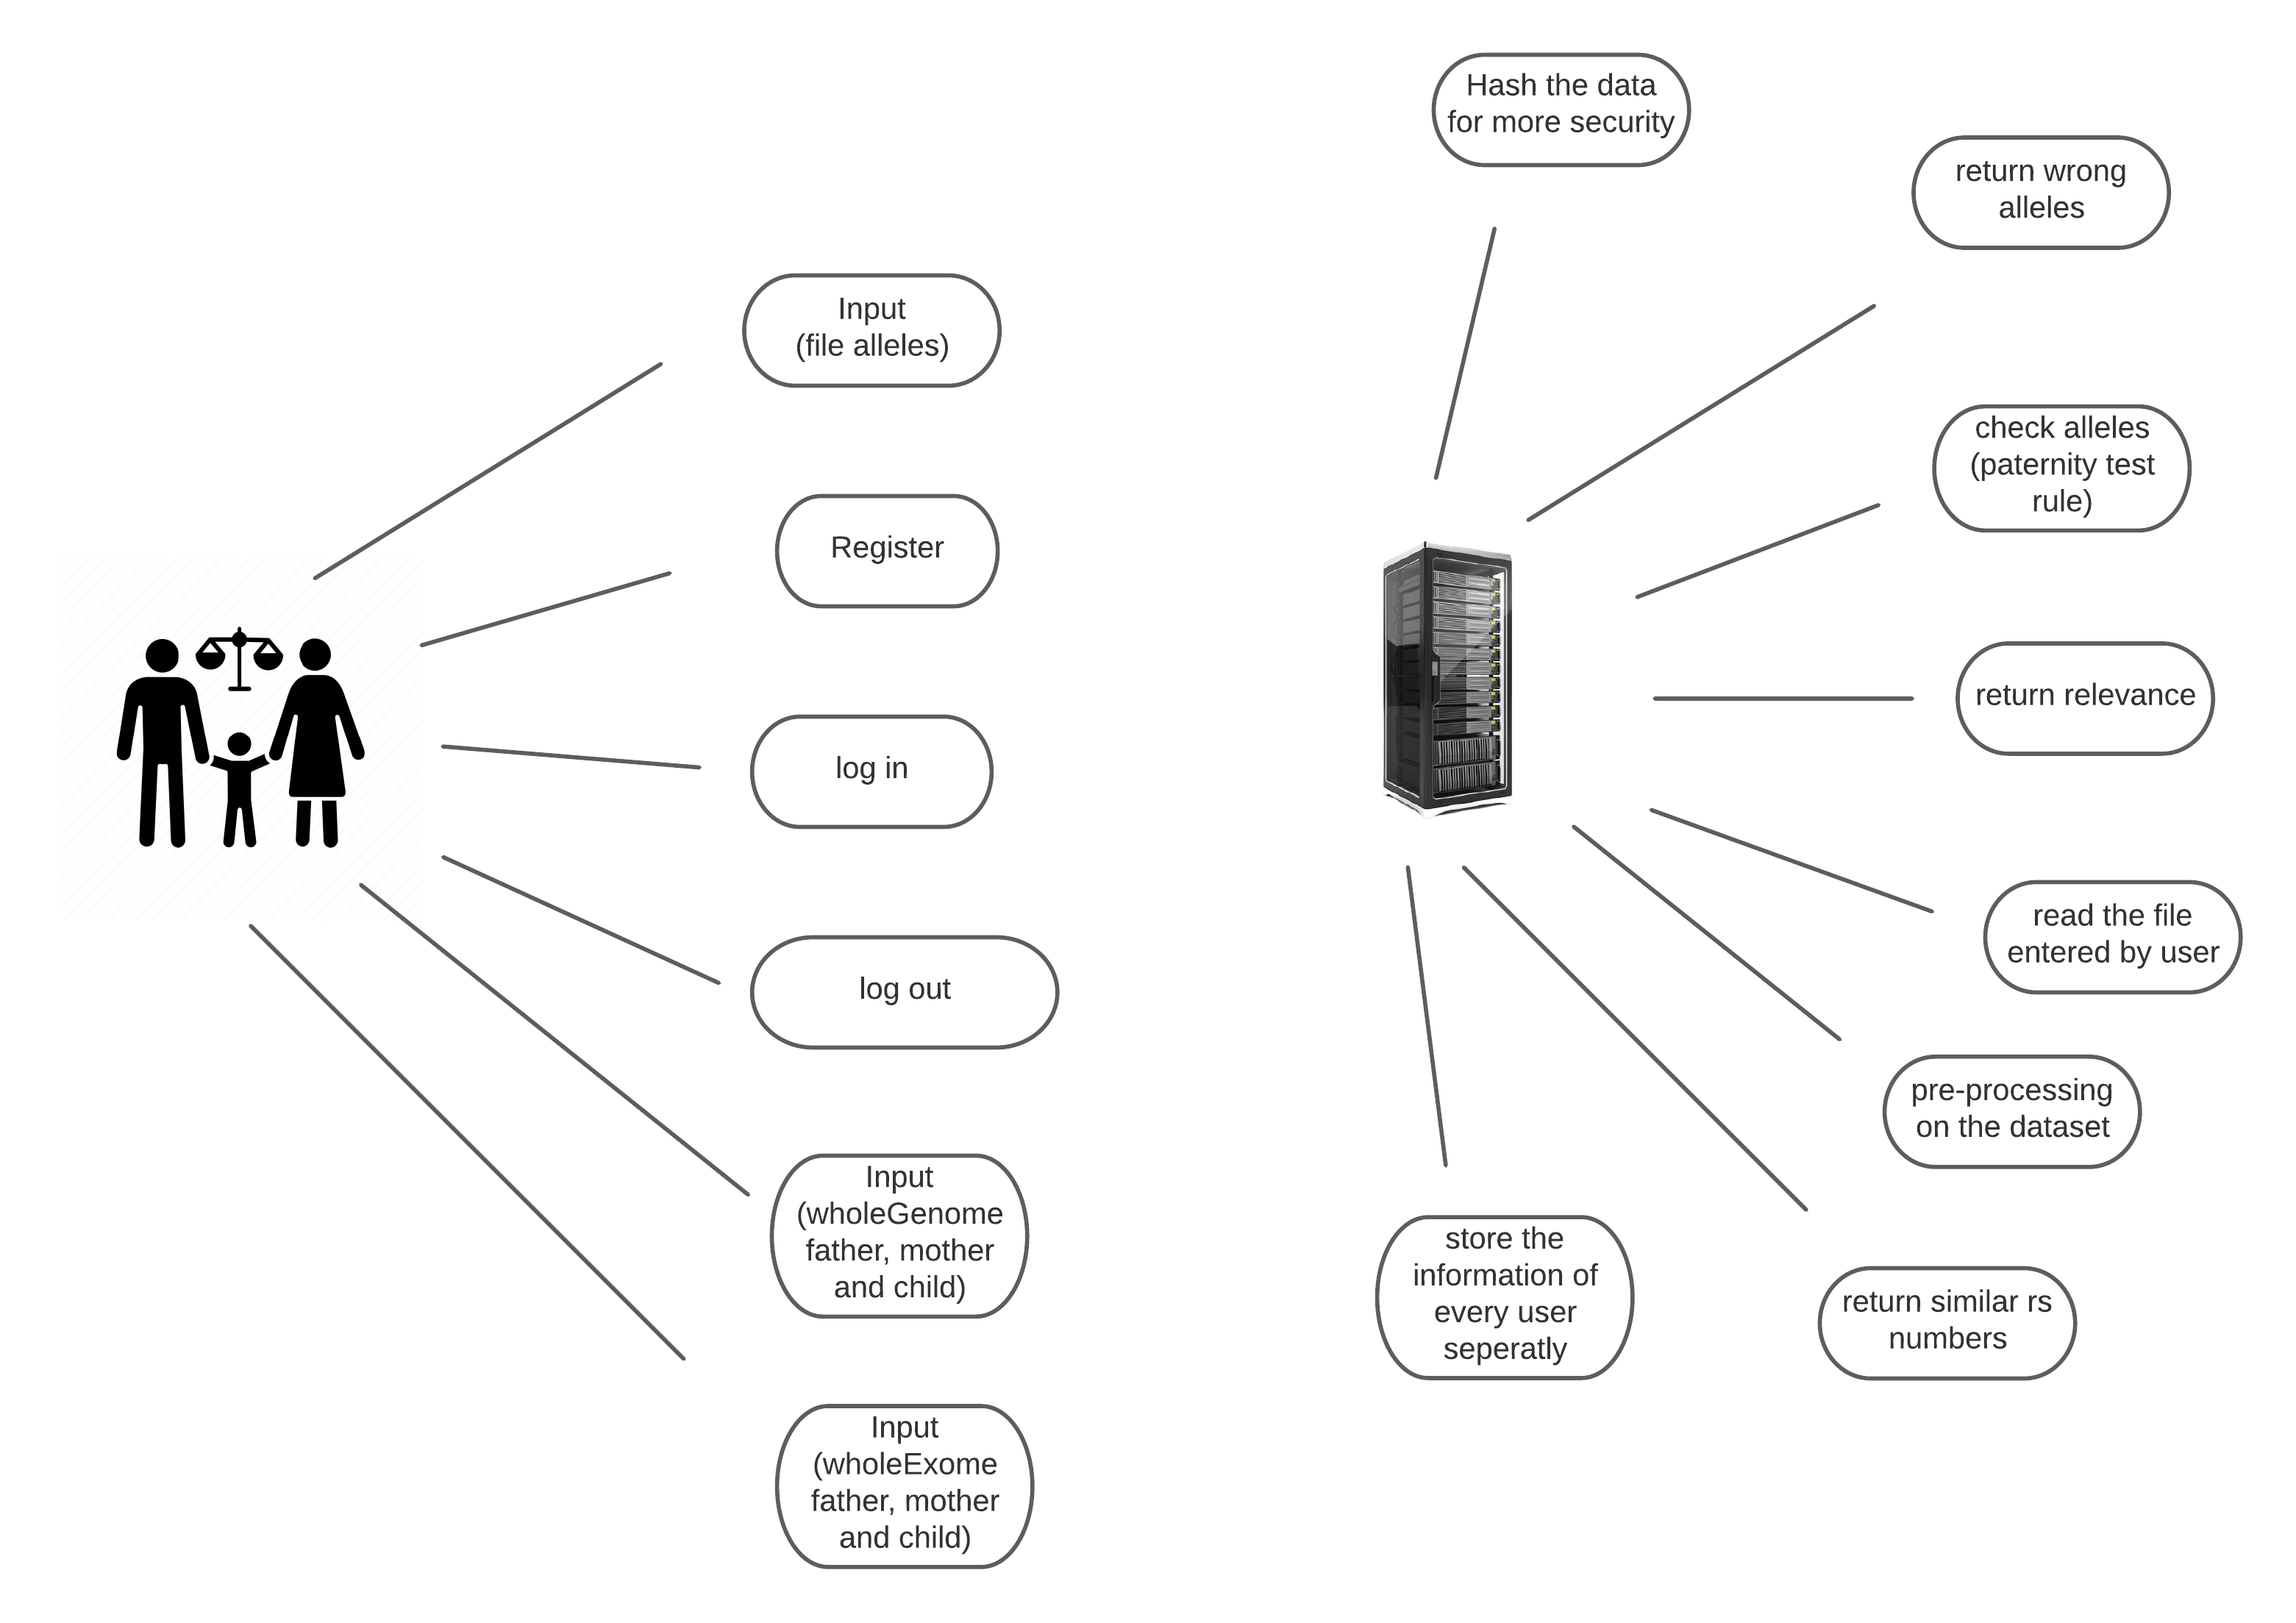 Input
(file alleles)
Register
log in
log out
Input
(wholeGenome
father, mother
and child)
Input
(wholeExome
father, mother
and child)
Hash the data
for more security
return wrong
alleles
check alleles
(paternity test
rule)
return relevance
read the file
entered by user
pre-processing
on the dataset
return similar rs
numbers
store the
information of
every user
seperatly